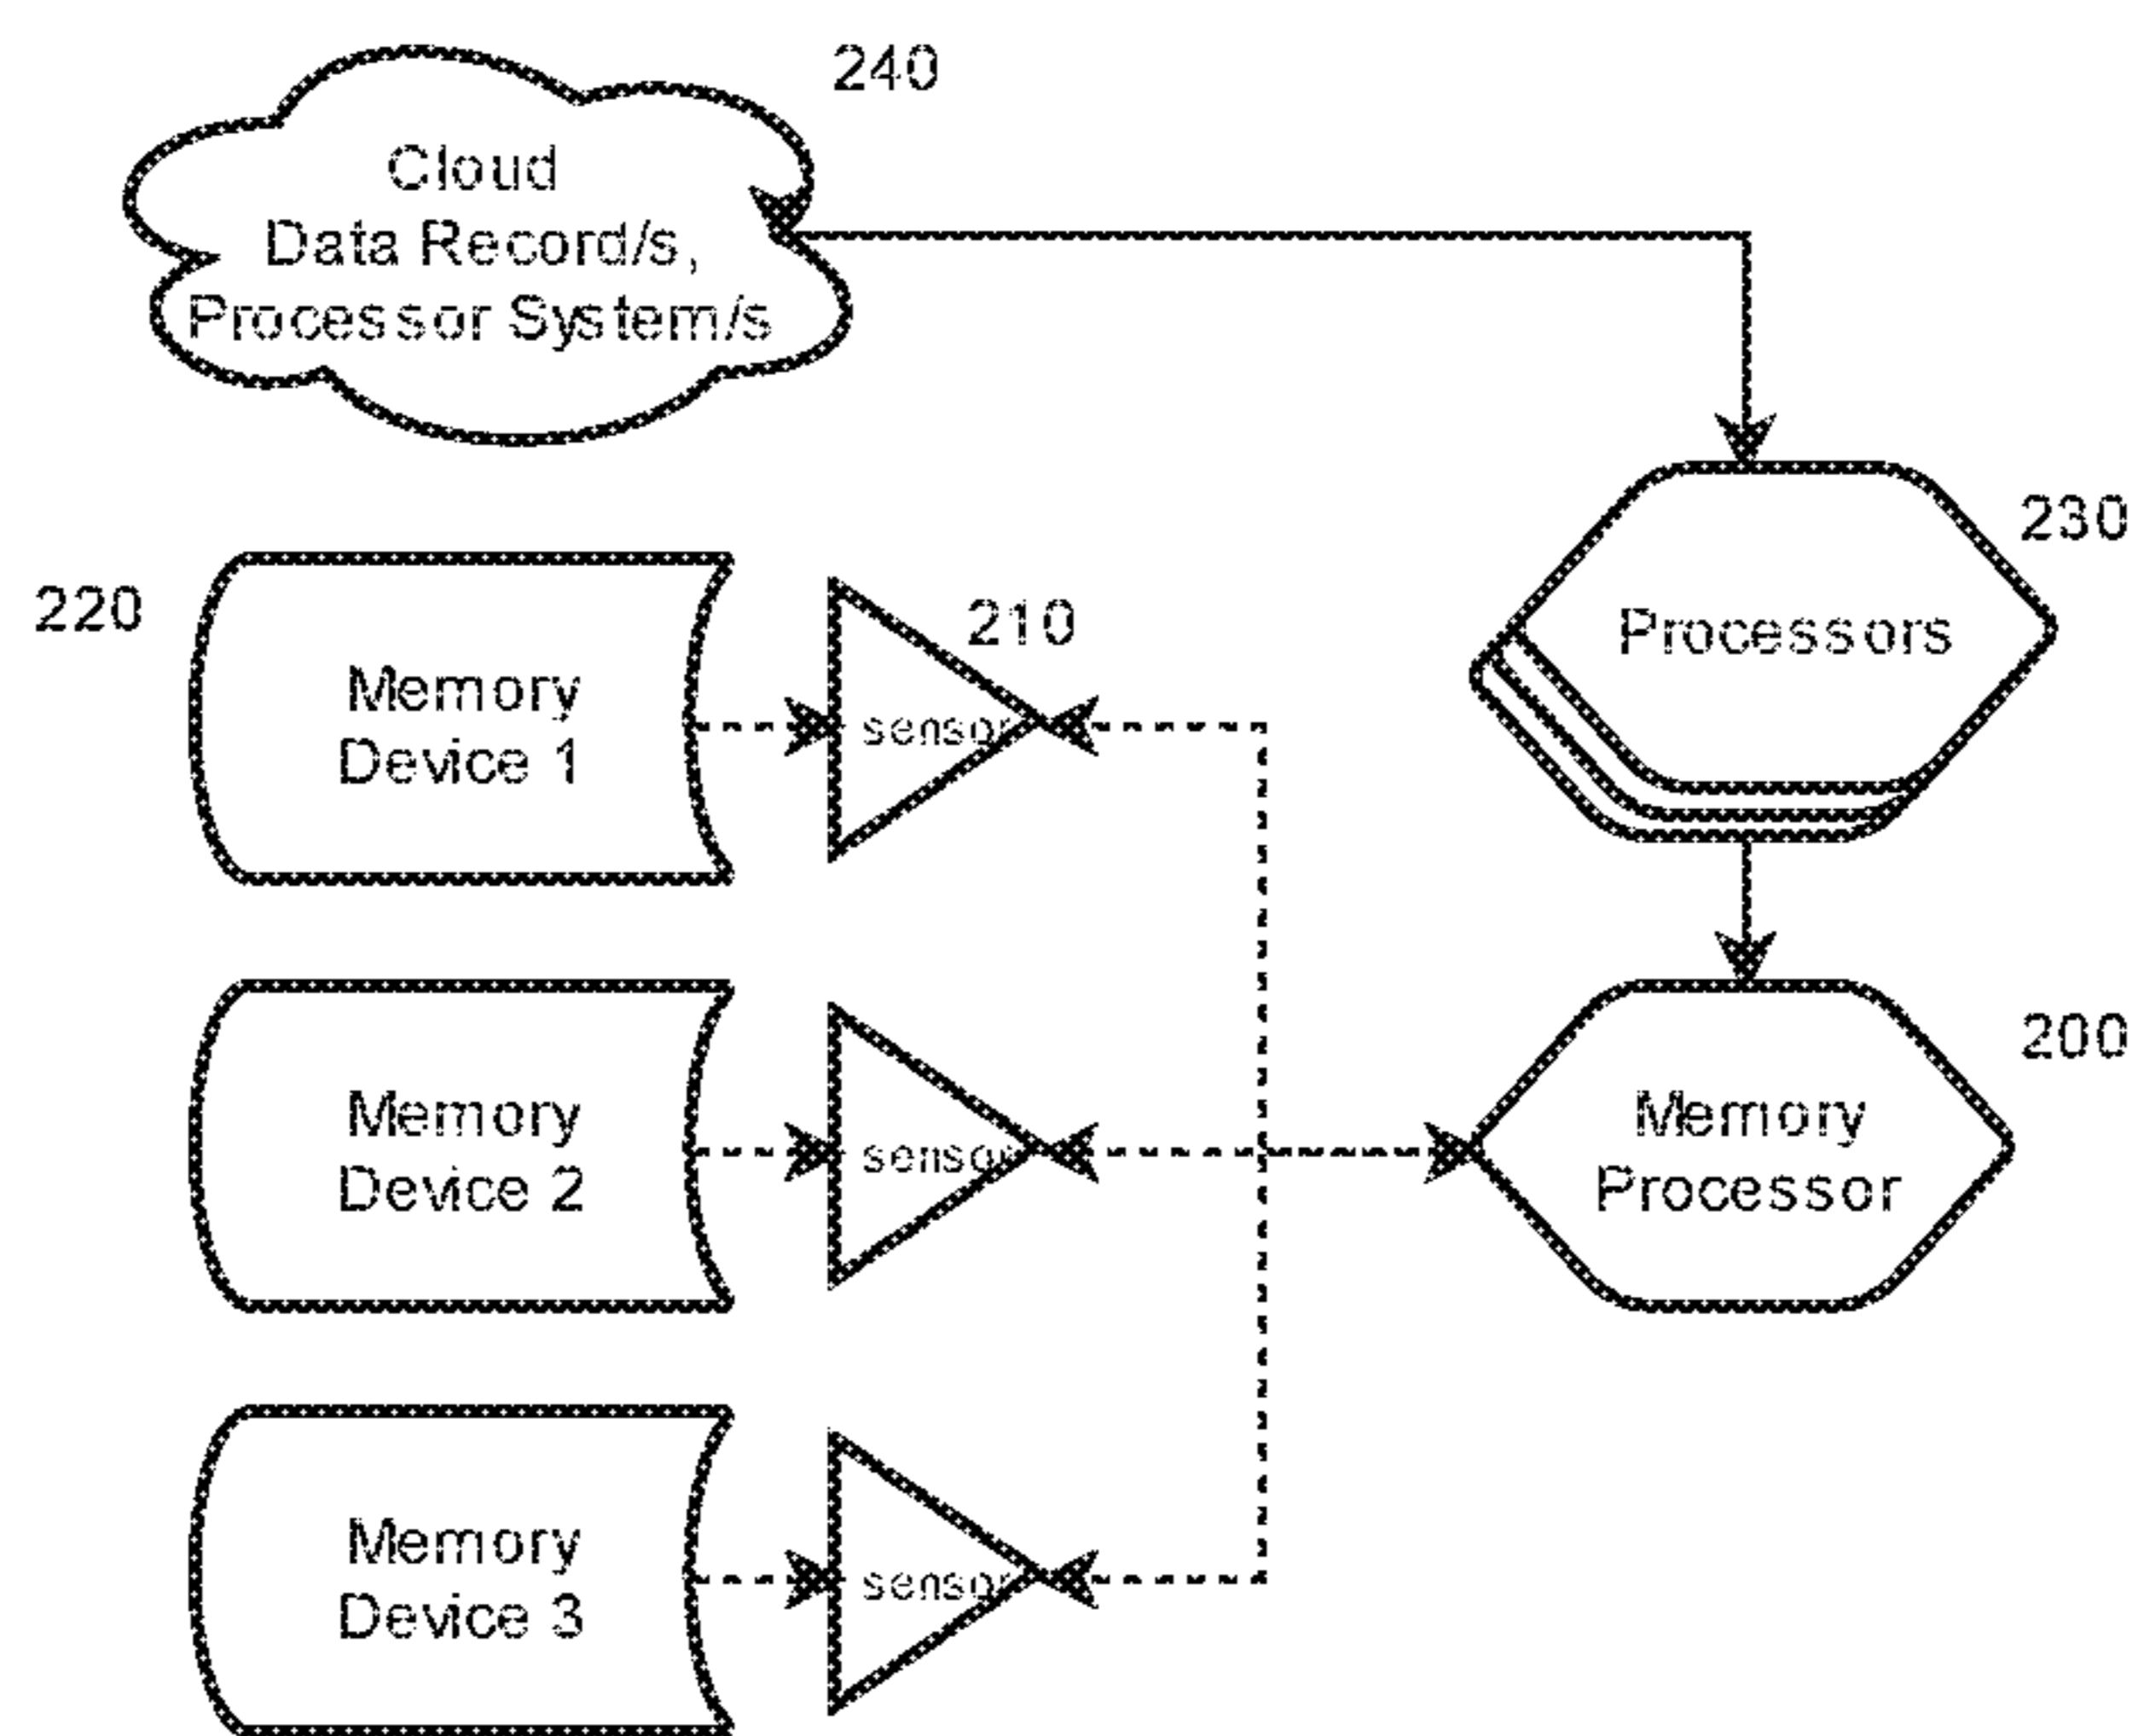 240
Cloud
Data Record/s,
Processor System/s
230
Processors
220
210
Memory
Device 1
sensor
200
Memory
Device 2
sensor
Memory
Processor
Memory
Device 3
sensor